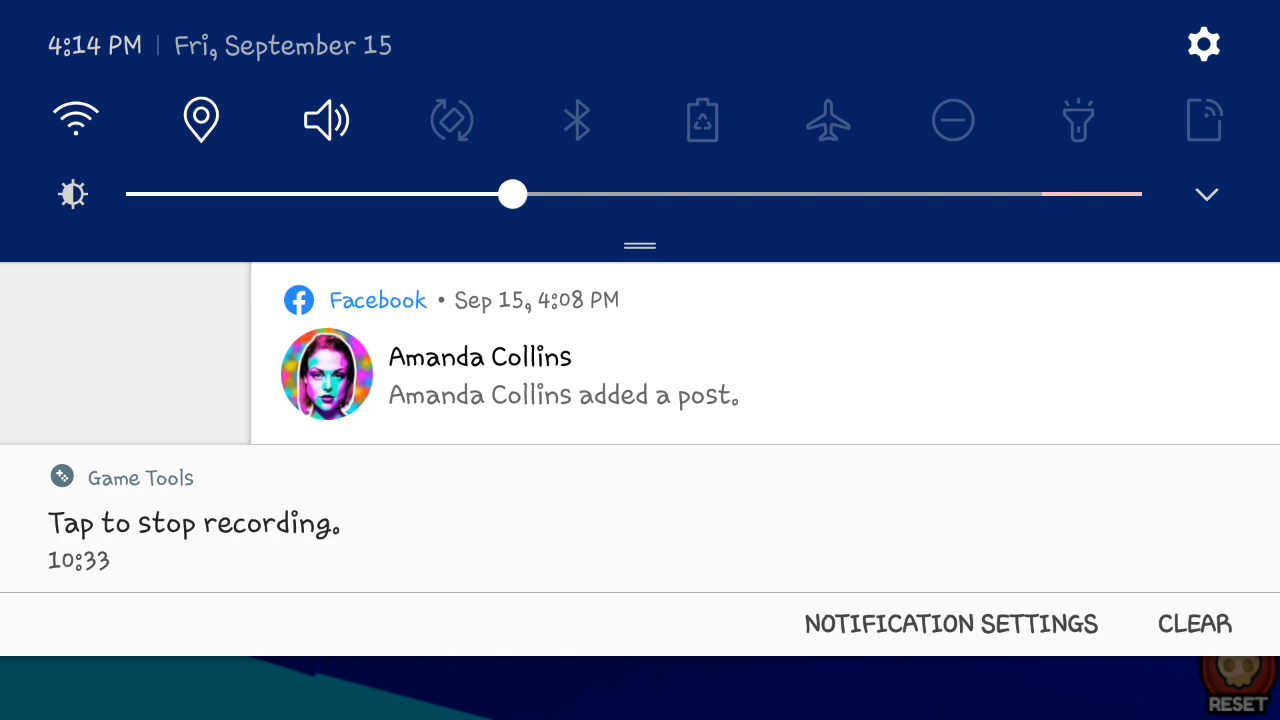 4:14 PM | Fri, September 15
Facebook • Sep 15, 4:08 PM
Amanda Collins
Amanda Collins added a post.
Game Tools
Tap to stop recording.
10:33
NOTIFICATION SETTINGS CLEAR
RESET